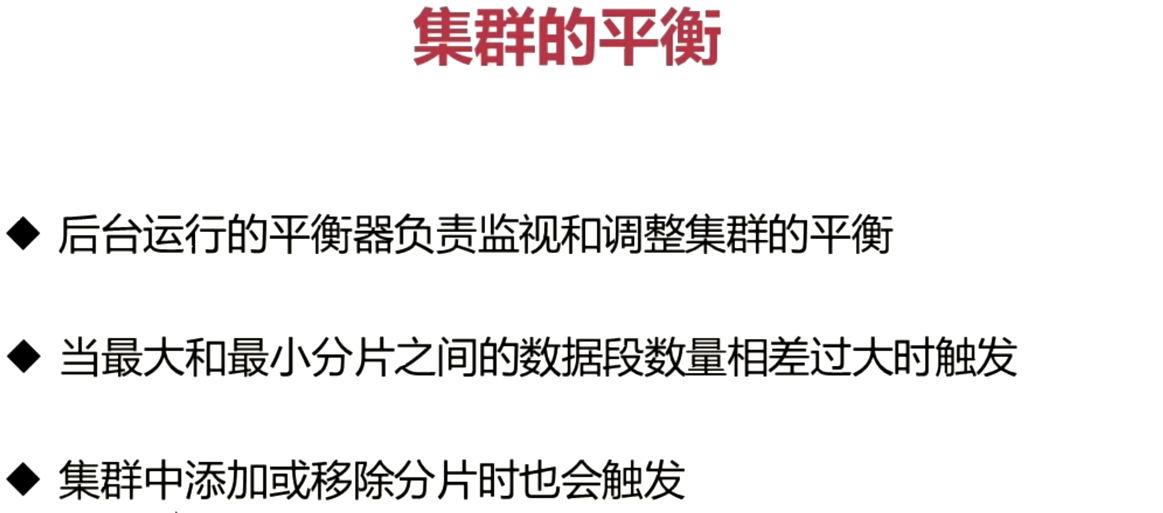 集群的平衡
◆ 后台运行的平衡器负责监视和调整集群的平衡
◆ 当最大和最小分片之间的数据段数量相差过大时触发
◆ 集群中添加或移除分片时也会触发